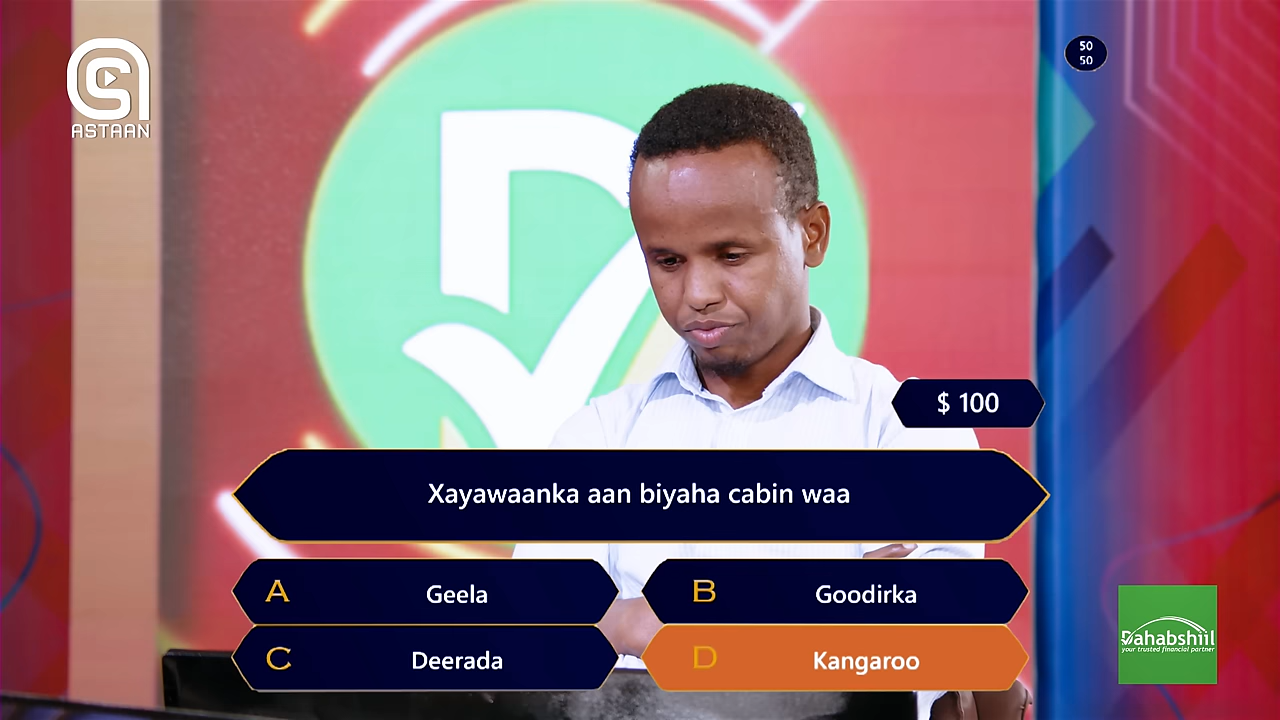 ASTAAN
50
50
$ 100
Xayawaanka aan biyaha cabin waa
A Geela
B Goodirka
C Deerada
D Kangaroo
Dahabshiil
your trusted financial partner